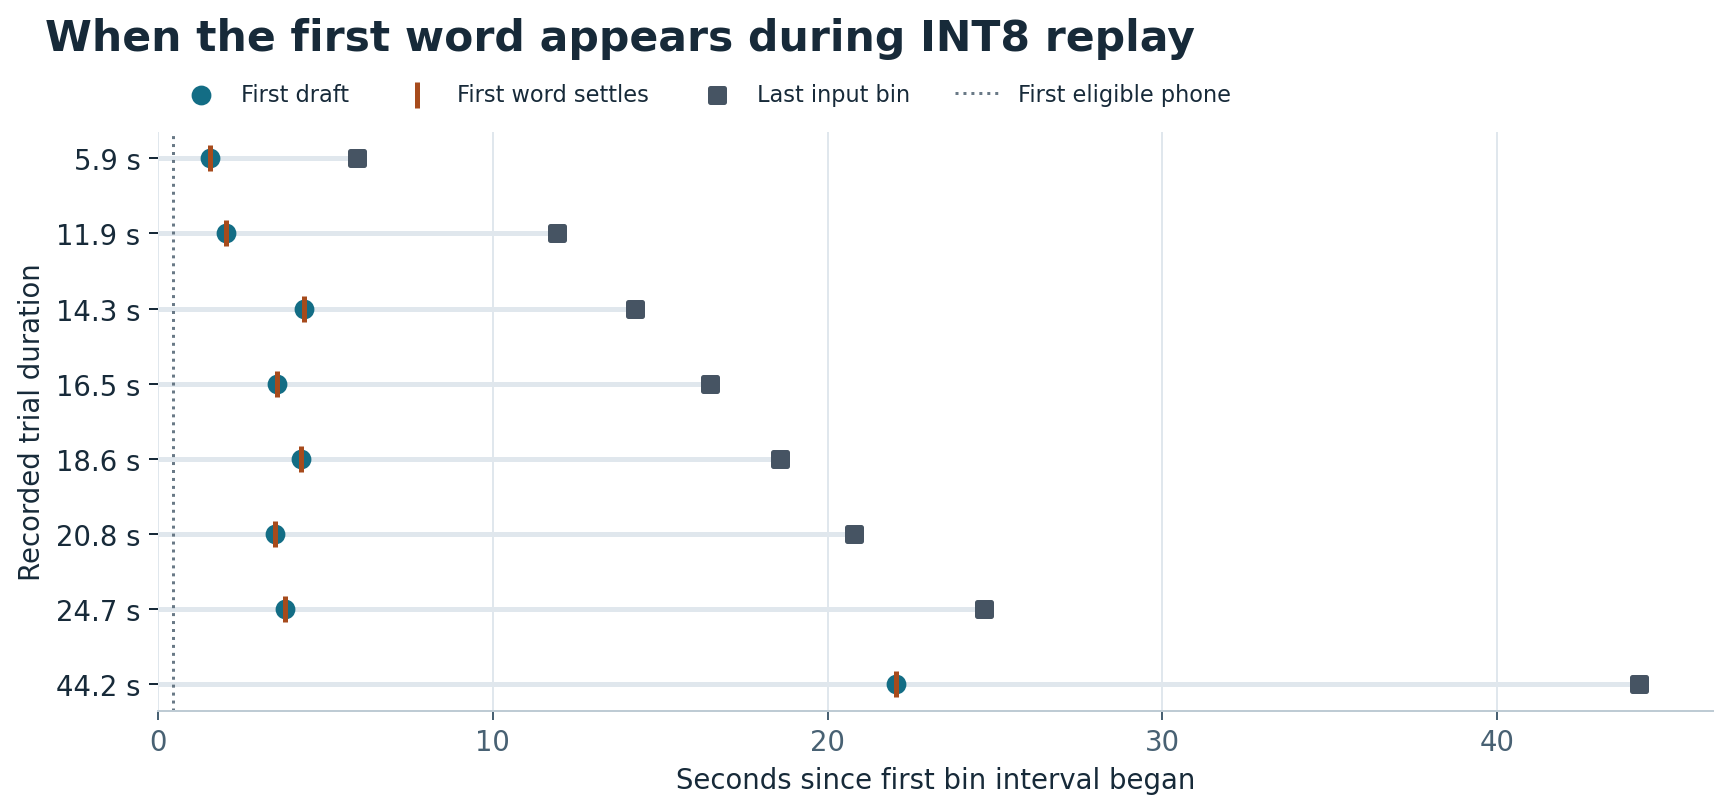 When the first word appears during INT8 replay
First draft
First word settles
Last input bin
First eligible phone
Recorded trial duration
5.9 s
11.9 s
14.3 s
16.5 s
18.6 s
20.8 s
24.7 s
44.2 s
0 10 20 30 40
Seconds since first bin interval began